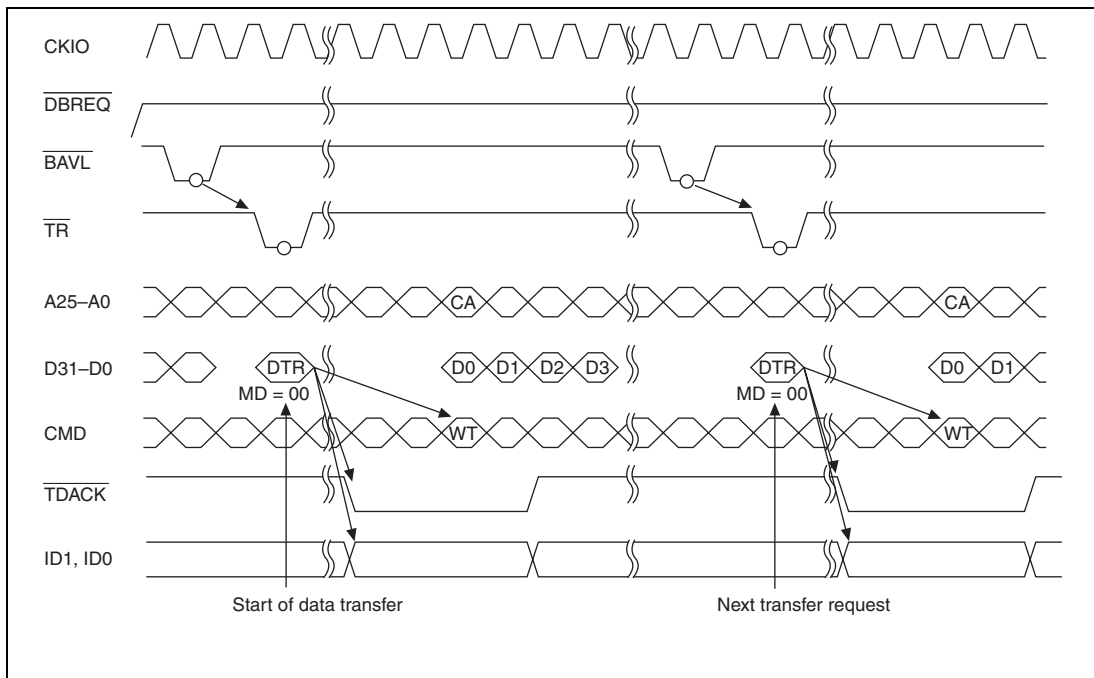 CKIO
DBREQ
BAVL
TR
A25–A0 CA CA
D31–D0 DTR D0 D1 D2 D3 DTR D0 D1
MD = 00 MD = 00
CMD WT WT
TDACK
ID1, ID0
Start of data transfer Next transfer request